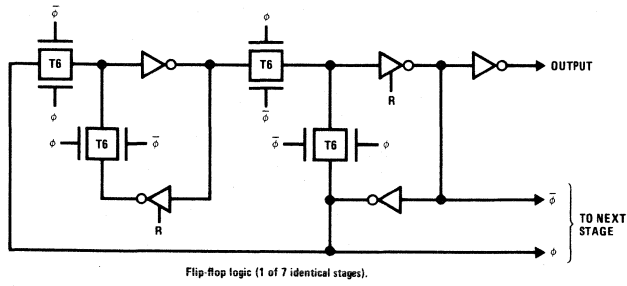 ϕ̅
ϕ
T6
T6
OUTPUT
ϕ
ϕ̅
R
ϕ
T6
ϕ̅
ϕ̅
T6
ϕ
R
ϕ̅
TO NEXT
STAGE
ϕ
Flip-flop logic (1 of 7 identical stages).